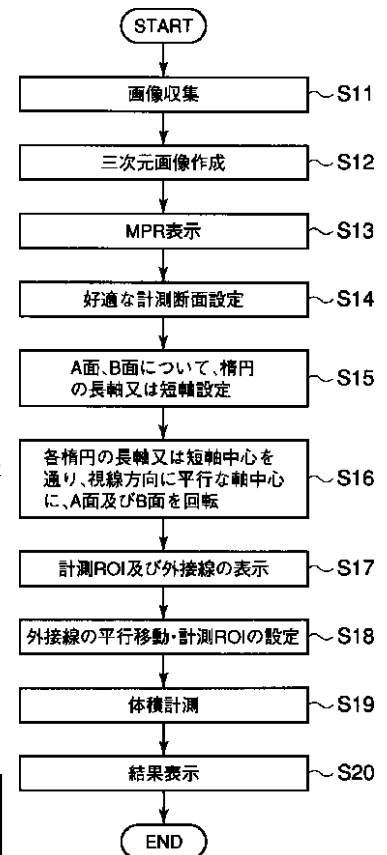 START
画像収集 S11
三次元画像作成 S12
MPR表示 S13
好適な計測断面設定 S14
A面、B面について、楕円
の長軸又は短軸設定 S15
各楕円の長軸又は短軸中心を
通り、視線方向に平行な軸中心 S16
に、A面及びB面を回転
計測ROI及び外接線の表示 S17
外接線の平行移動・計測ROIの設定 S18
体積計測 S19
結果表示 S20
END